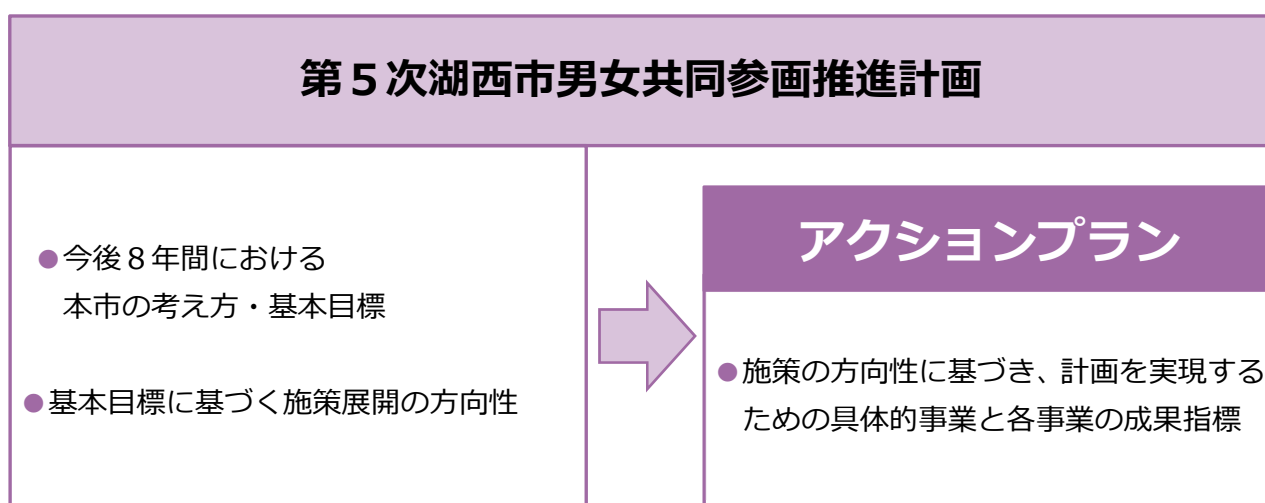 第５次湖西市男女共同参画推進計画
●今後８年間における
本市の考え方・基本目標
●基本目標に基づく施策展開の方向性
アクションプラン
●施策の方向性に基づき、計画を実現する
ための具体的事業と各事業の成果指標